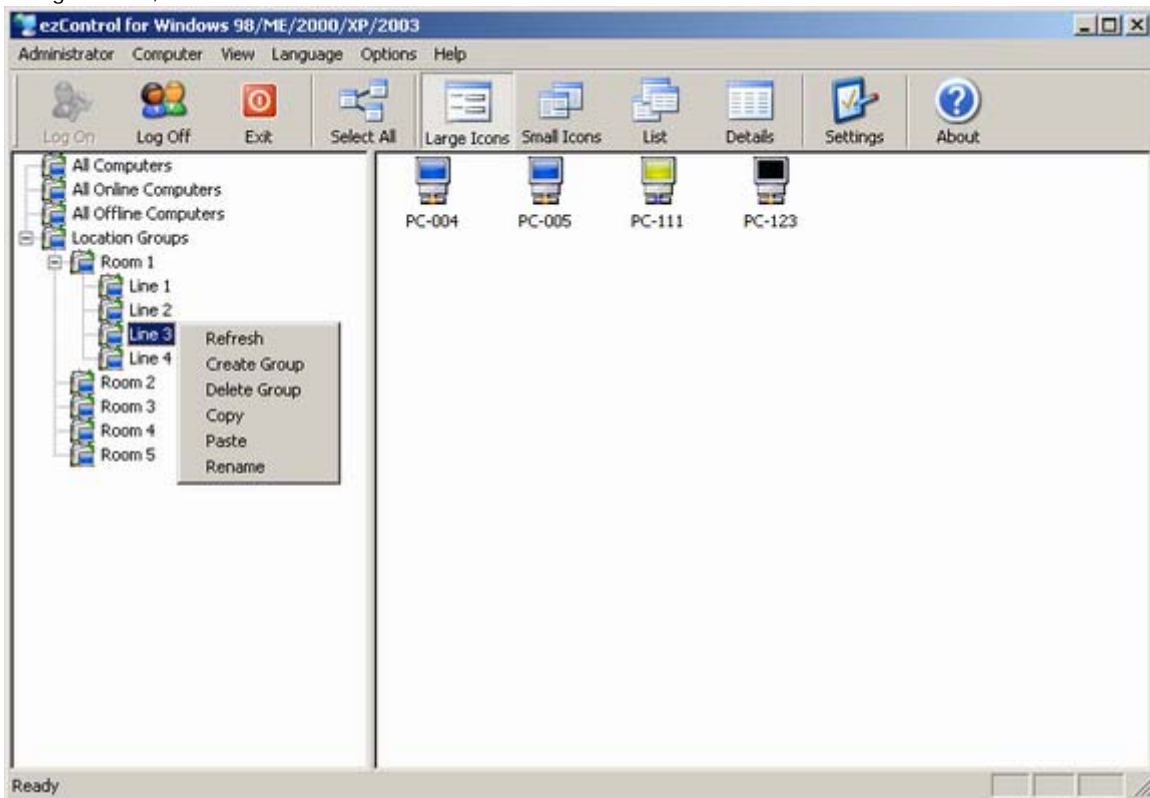 ezControl for Windows 98/ME/2000/XP/2003
Administrator Computer View Language Options Help
Log On Log Off Exit Select All Large Icons Small Icons List Details Settings About
All Computers
All Online Computers
All Offline Computers
Location Groups
Room 1
Line 1
Line 2
Line 3
Line 4
Room 2
Room 3
Room 4
Room 5
Refresh
Create Group
Delete Group
Copy
Paste
Rename
PC-004 PC-005 PC-111 PC-123
Ready